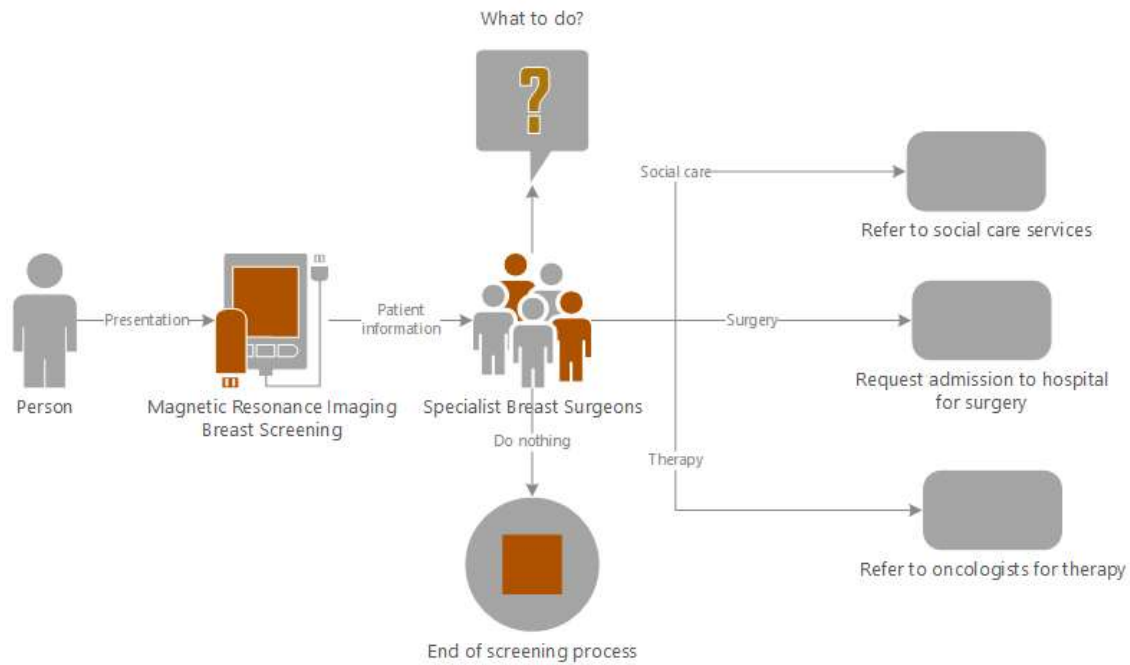 What to do?
?
Social care
Refer to social care services
Presentation
Patient
information
Surgery
Person
Magnetic Resonance Imaging
Breast Screening
Specialist Breast Surgeons
Request admission to hospital
for surgery
Do nothing
Therapy
Refer to oncologists for therapy
End of screening process